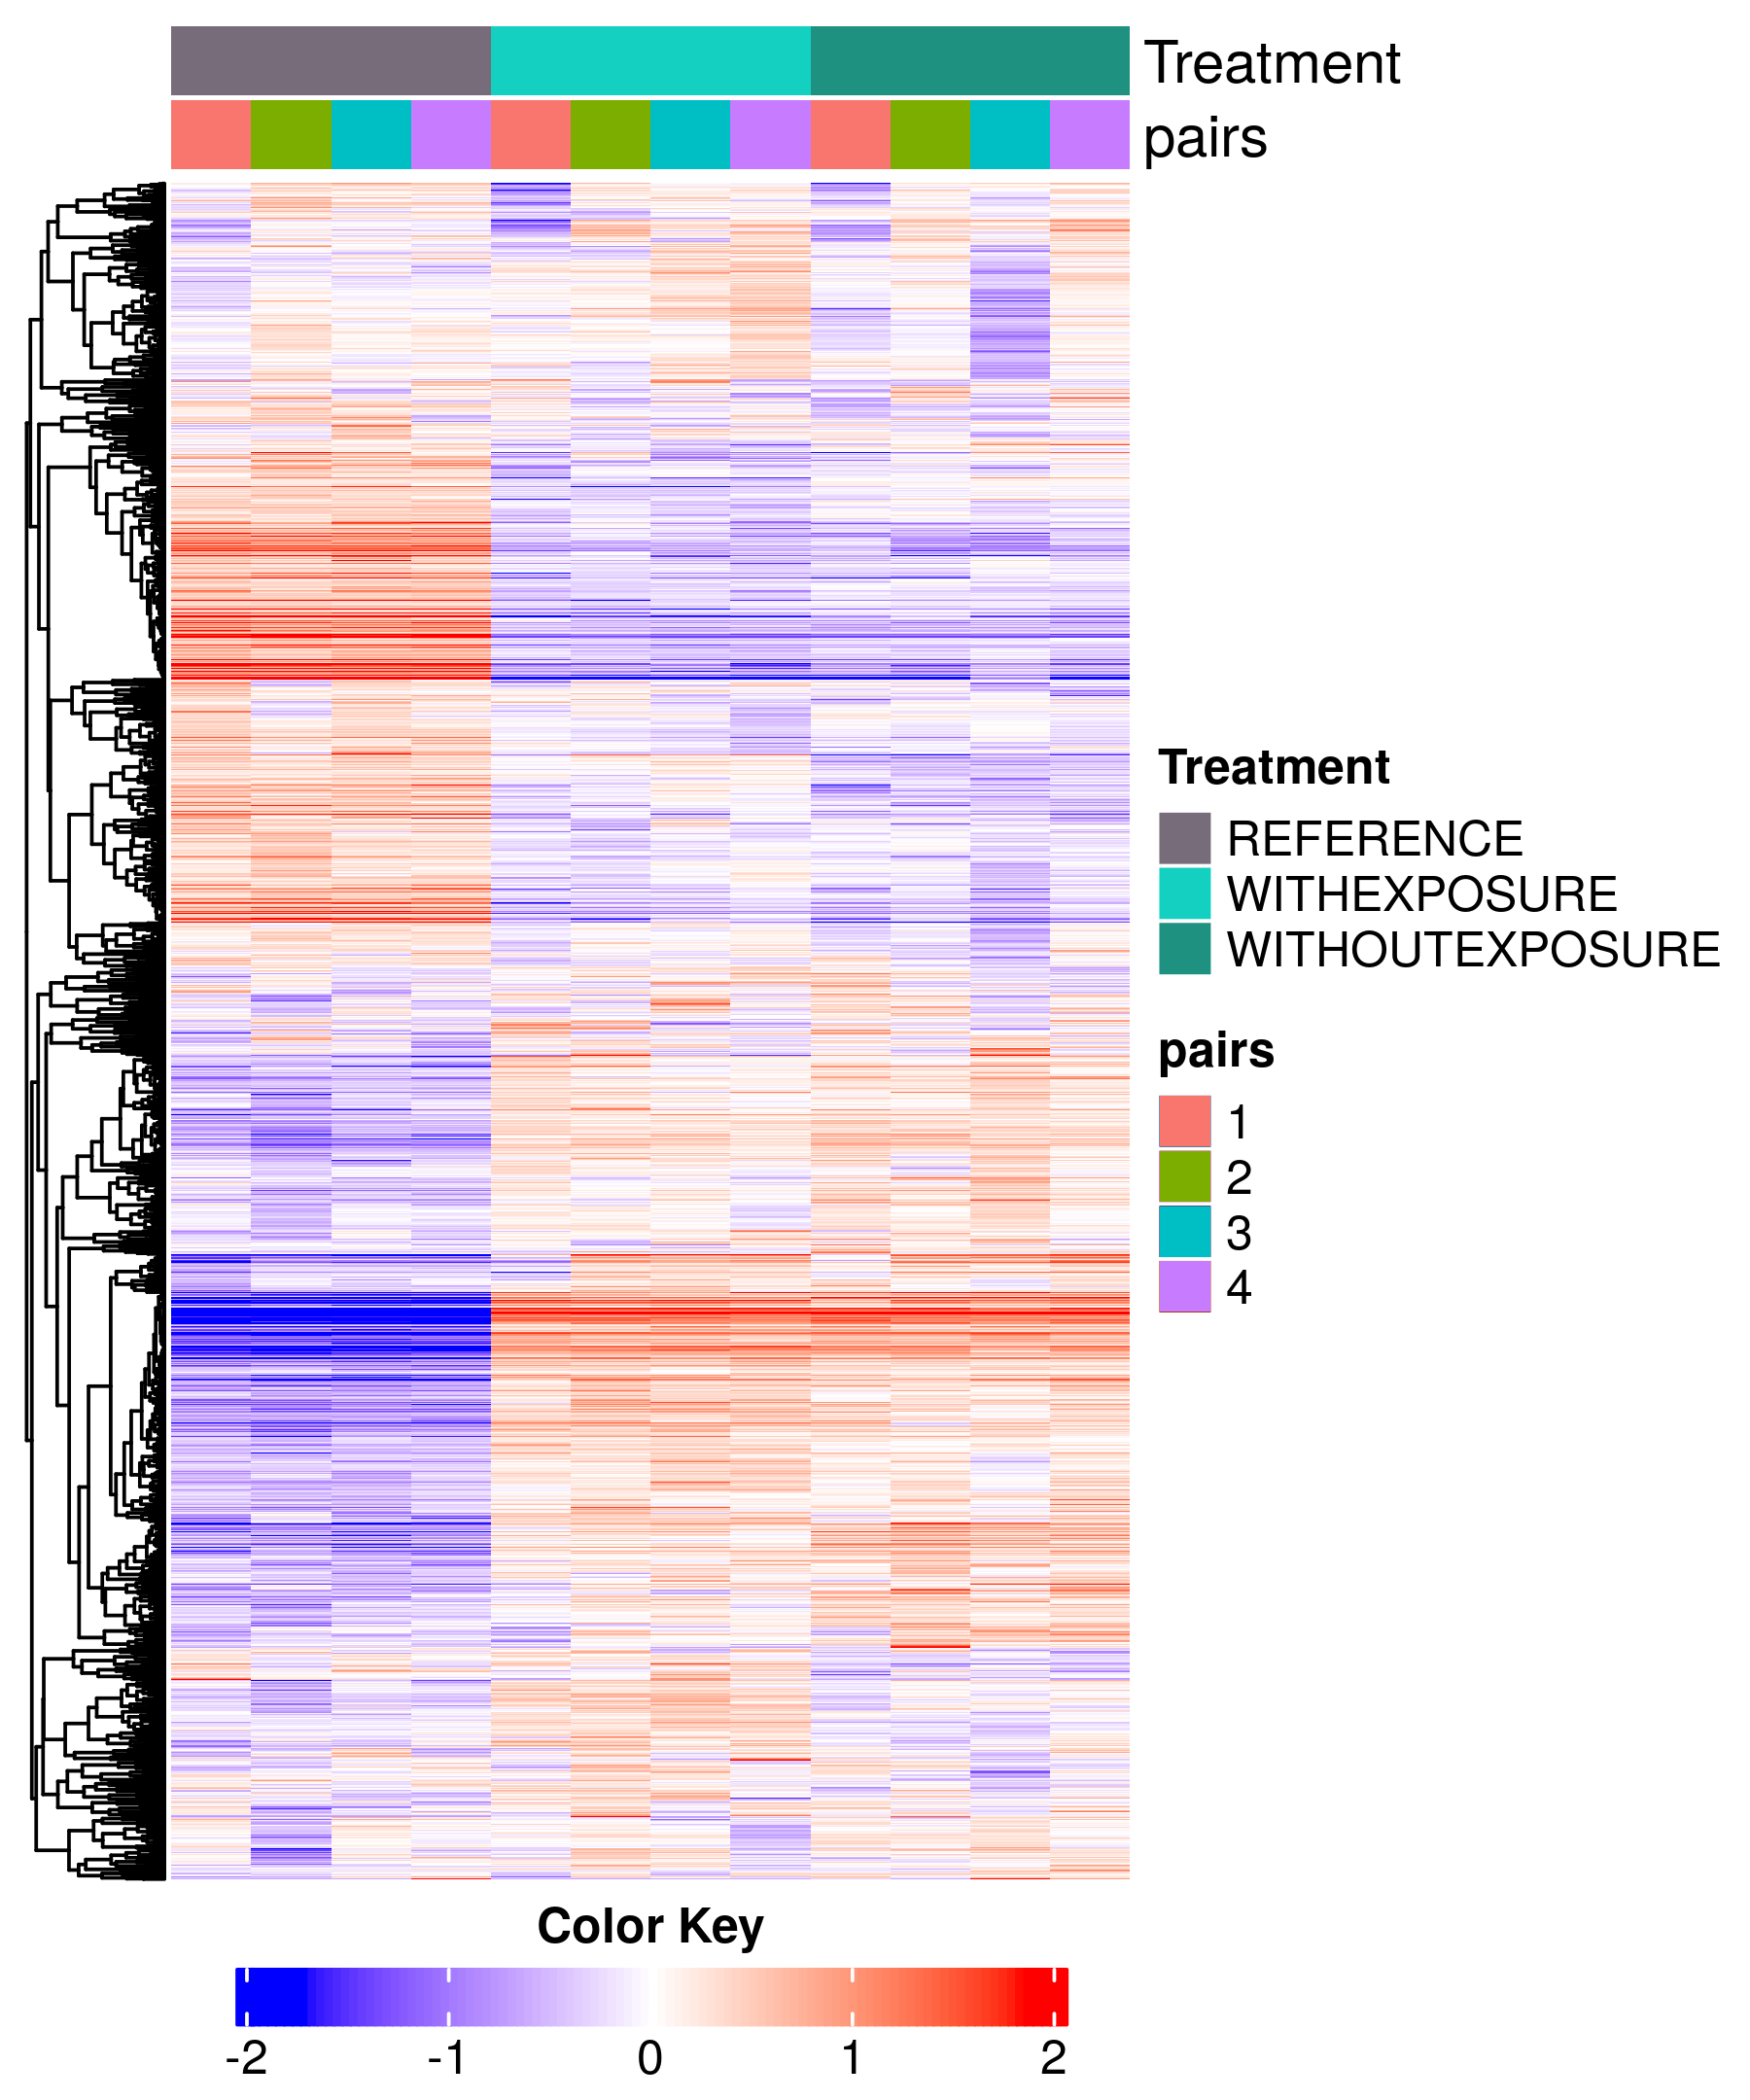 Treatment
pairs
Treatment
REFERENCE
WITHEXPOSURE
WITHOUTEXPOSURE
pairs
1
2
3
4
Color Key
-2 -1 0 1 2